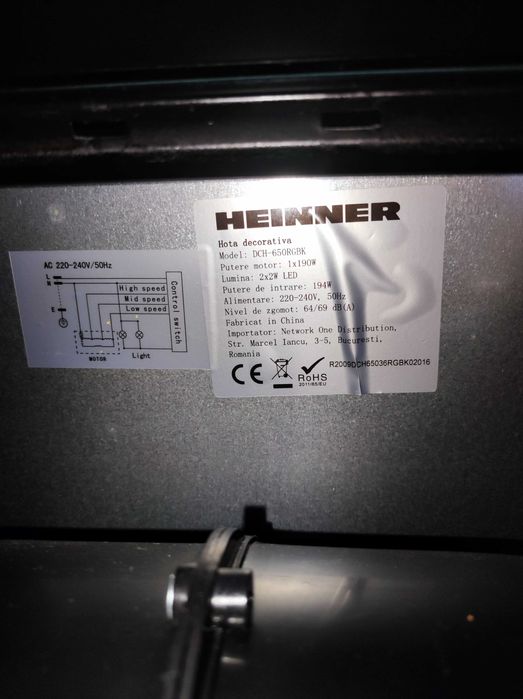 AC 220-240V/50Hz
L
N
High speed
Mid speed
Low speed
E
Control switch
MOTOR
Light
HEINNER
Hota decorativa
Model: DCH-650RGBK
Putere motor: 1x190W
Lumina: 2x2W LED
Putere de intrare: 194W
Alimentare: 220-240V, 50Hz
Nivel de zgomot: 64/69 dB(A)
Fabricat in China
Importator: Network One Distribution,
Str. Marcel Iancu, 3-5, Bucuresti,
Romania
CE
RoHS
2011/65/EU
R2009DCH65036RGBK02016